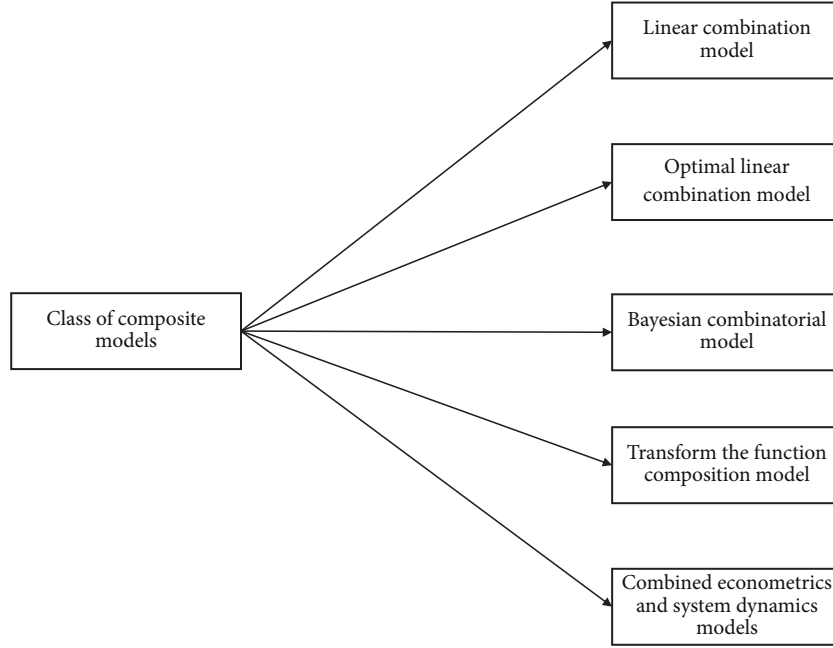 Linear combination
model
Optimal linear
combination model
Class of composite
models
Bayesian combinatorial
model
Transform the function
composition model
Combined econometrics
and system dynamics
models